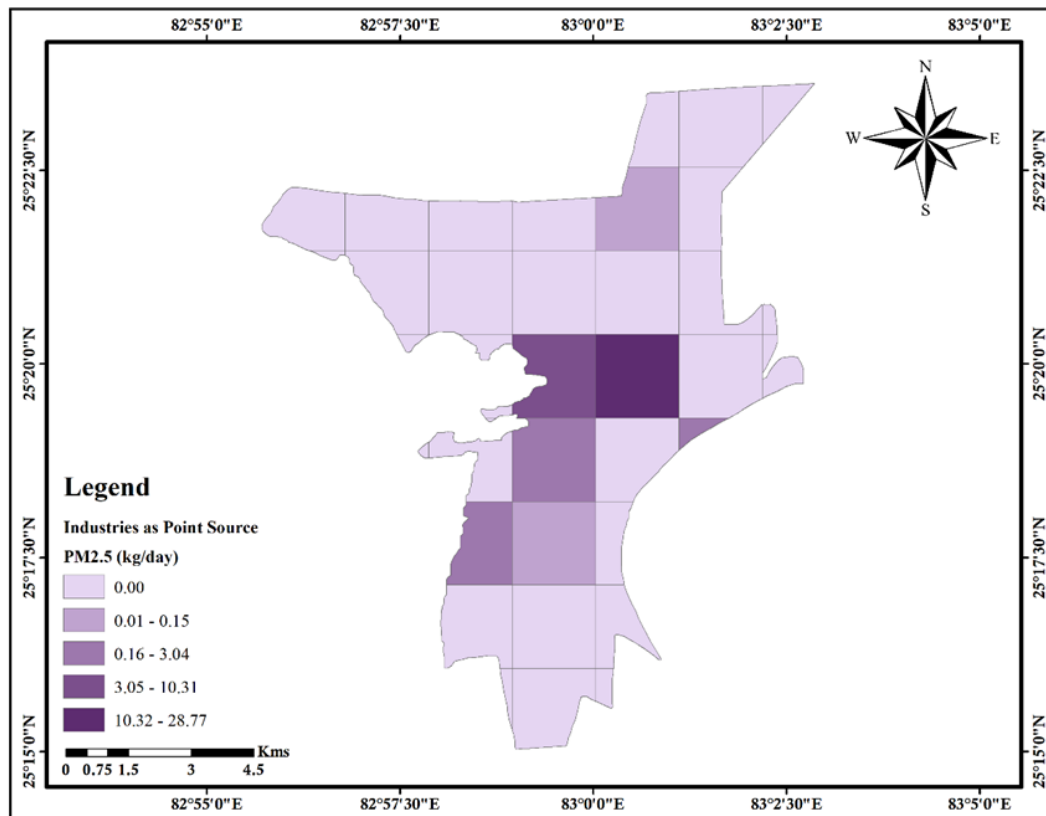 82°55'0"E 82°57'30"E 83°0'0"E 83°2'30"E 83°5'0"E
N
W E
S
25°22'30"N 25°22'30"N
25°20'0"N 25°20'0"N
25°17'30"N 25°17'30"N
25°15'0"N 25°15'0"N
Legend
Industries as Point Source
PM2.5 (kg/day)
0.00
0.01 - 0.15
0.16 - 3.04
3.05 - 10.31
10.32 - 28.77
Kms
0 0.75 1.5 3 4.5
82°55'0"E 82°57'30"E 83°0'0"E 83°2'30"E 83°5'0"E